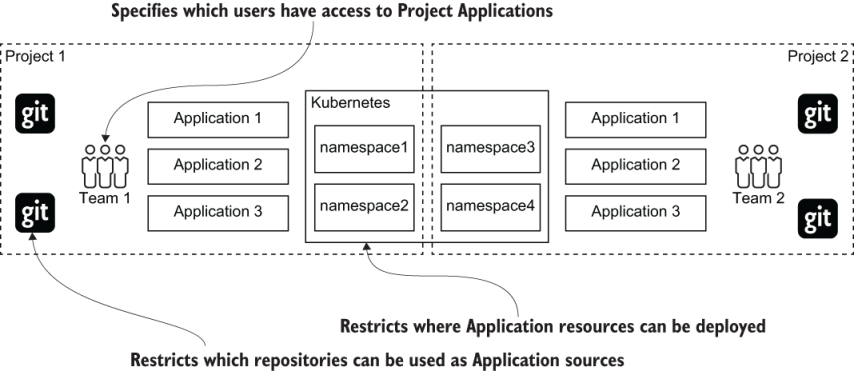 Specifies which users have access to Project Applications
Project 1
Project 2
git
Team 1
git
Application 1
Application 2
Application 3
Kubernetes
namespace1
namespace3
namespace2
namespace4
Application 1
Application 2
Application 3
git
Team 2
git
Restricts where Application resources can be deployed
Restricts which repositories can be used as Application sources